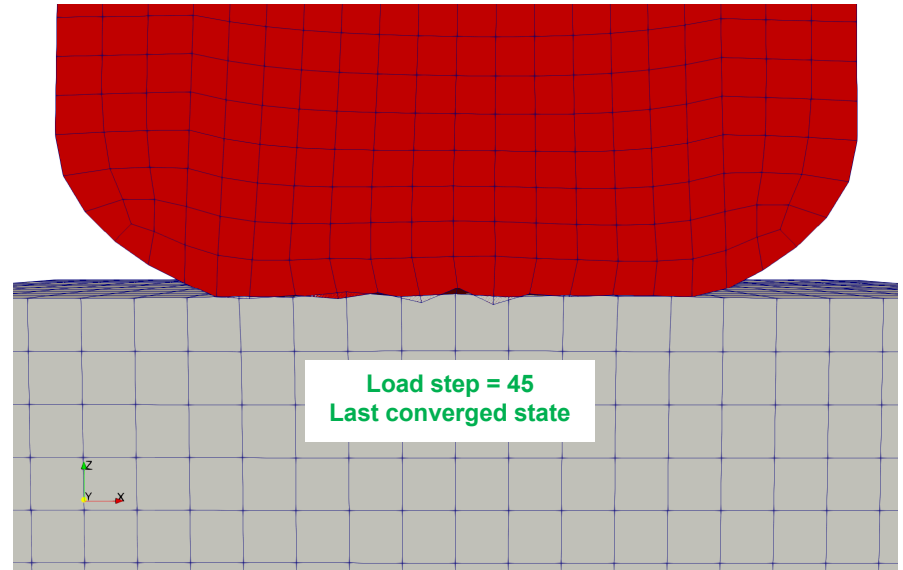 Load step = 45
Last converged state
Z
Y
X